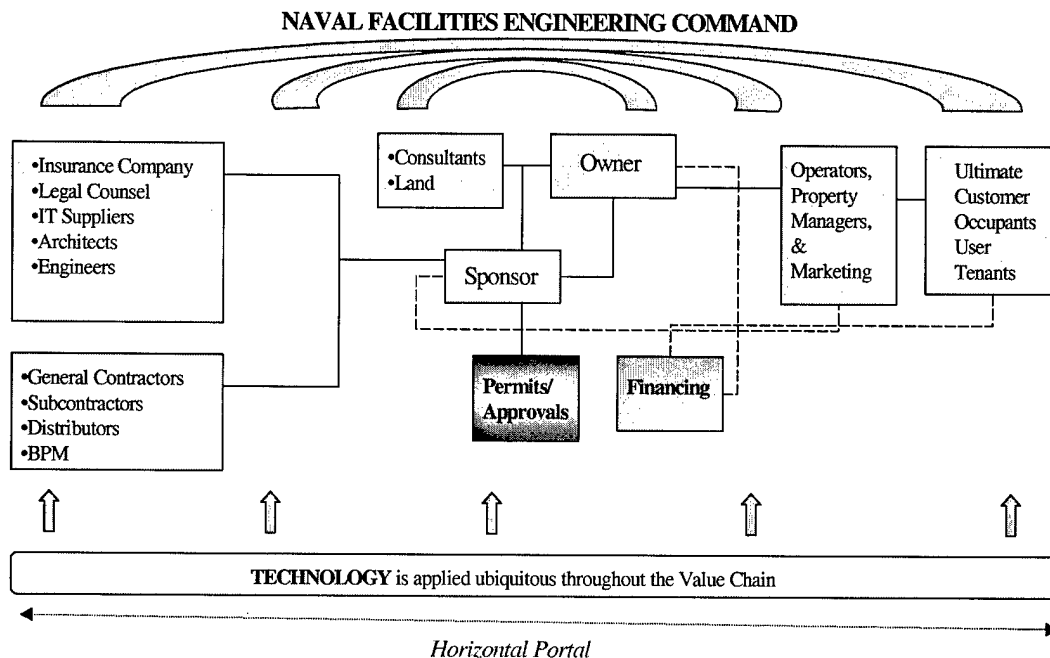 NAVAL FACILITIES ENGINEERING COMMAND
•Insurance Company
•Legal Counsel
•IT Suppliers
•Architects
•Engineers
•Consultants
•Land
Owner
Operators,
Property
Managers,
&
Marketing
Ultimate
Customer
Occupants
User
Tenants
Sponsor
•General Contractors
•Subcontractors
•Distributors
•BPM
Permits/
Approvals
Financing
TECHNOLOGY is applied ubiquitous throughout the Value Chain
Horizontal Portal